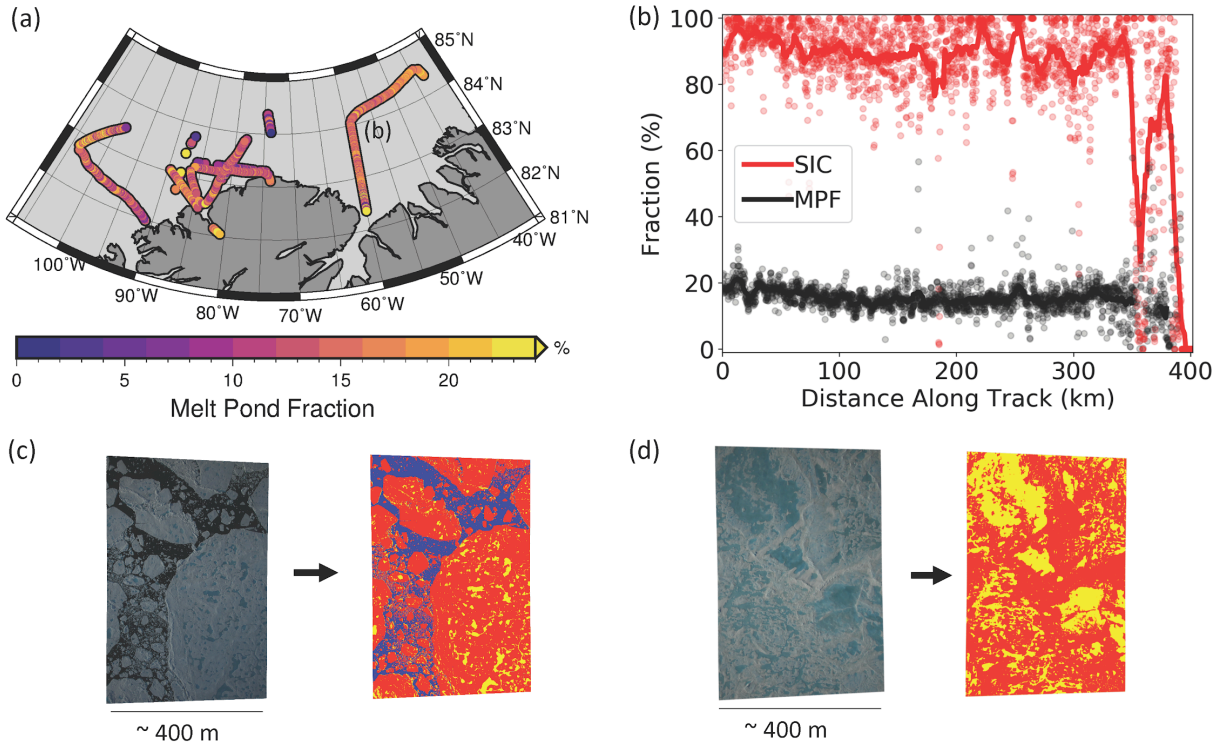 (a)
85˚N
84˚N
83˚N
82˚N
81˚N
40˚W
50˚W
60˚W
70˚W
80˚W
90˚W
100˚W
(b)
%
0 5 10 15 20
Melt Pond Fraction
(b)
Fraction (%)
100
80
60
40
20
0
SIC
MPF
0 100 200 300 400
Distance Along Track (km)
(c)
~ 400 m
(d)
~ 400 m